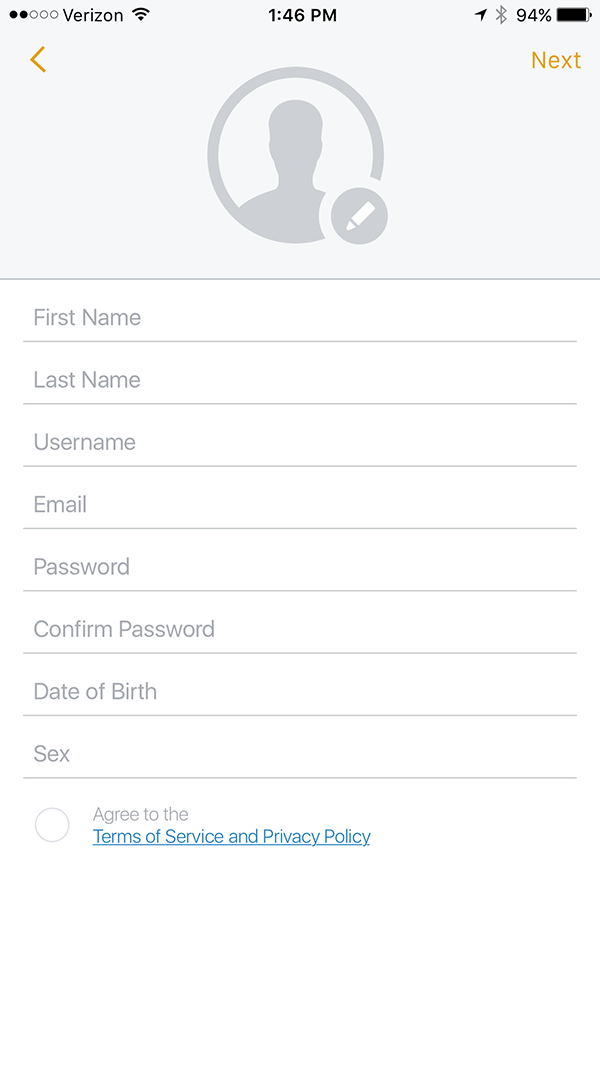 Verizon 1:46 PM 94%
Next
First Name
Last Name
Username
Email
Password
Confirm Password
Date of Birth
Sex
Agree to the
Terms of Service and Privacy Policy